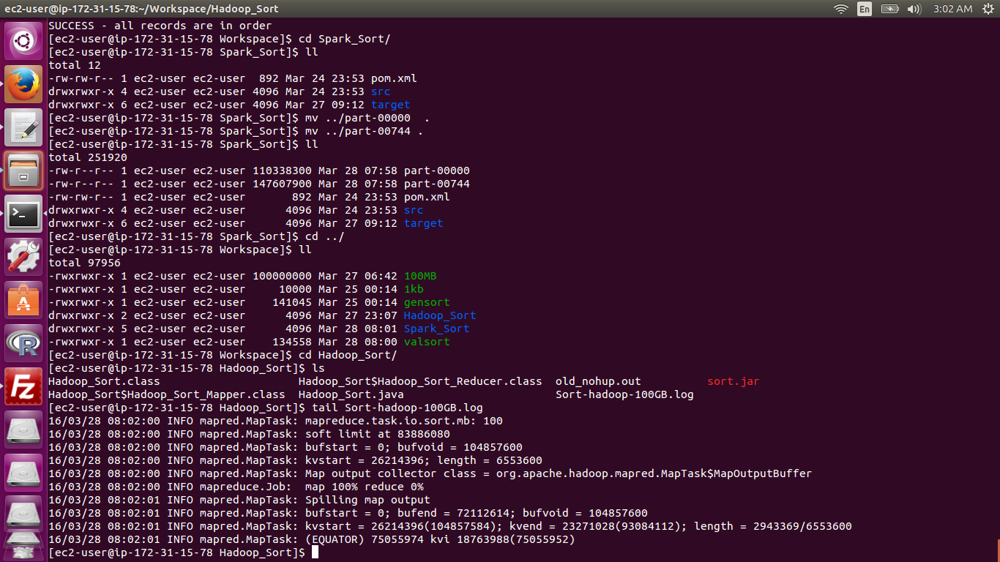 ec2-user@ip-172-31-15-78:~/Workspace/Hadoop_Sort En 3:02 AM
SUCCESS - all records are in order
[ec2-user@ip-172-31-15-78 Workspace]$ cd Spark_Sort/
[ec2-user@ip-172-31-15-78 Spark_Sort]$ ll
total 12
-rw-rw-r-- 1 ec2-user ec2-user  892 Mar 24 23:53 pom.xml
drwxrwxr-x 4 ec2-user ec2-user 4096 Mar 24 23:53 src
drwxrwxr-x 6 ec2-user ec2-user 4096 Mar 27 09:12 target
[ec2-user@ip-172-31-15-78 Spark_Sort]$ mv ../part-00000  .
[ec2-user@ip-172-31-15-78 Spark_Sort]$ mv ../part-00744 .
[ec2-user@ip-172-31-15-78 Spark_Sort]$ ll
total 251920
-rw-r--r-- 1 ec2-user ec2-user 110338300 Mar 28 07:58 part-00000
-rw-r--r-- 1 ec2-user ec2-user 147607900 Mar 28 07:58 part-00744
-rw-rw-r-- 1 ec2-user ec2-user       892 Mar 24 23:53 pom.xml
drwxrwxr-x 4 ec2-user ec2-user      4096 Mar 24 23:53 src
drwxrwxr-x 6 ec2-user ec2-user      4096 Mar 27 09:12 target
[ec2-user@ip-172-31-15-78 Spark_Sort]$ cd ../
[ec2-user@ip-172-31-15-78 Workspace]$ ll
total 97956
-rwxrwxr-x 1 ec2-user ec2-user 100000000 Mar 27 06:42 100MB
-rwxrwxr-x 1 ec2-user ec2-user     10000 Mar 25 00:14 1kb
-rwxrwxr-x 1 ec2-user ec2-user    141045 Mar 25 00:14 gensort
drwxrwxr-x 2 ec2-user ec2-user      4096 Mar 27 23:07 Hadoop_Sort
drwxrwxr-x 5 ec2-user ec2-user      4096 Mar 28 08:01 Spark_Sort
-rwxrwxr-x 1 ec2-user ec2-user    134558 Mar 28 08:00 valsort
[ec2-user@ip-172-31-15-78 Workspace]$ cd Hadoop_Sort/
[ec2-user@ip-172-31-15-78 Hadoop_Sort]$ ls
Hadoop_Sort.class                     Hadoop_Sort$Hadoop_Sort_Reducer.class  old_nohup.out          sort.jar
Hadoop_Sort$Hadoop_Sort_Mapper.class  Hadoop_Sort.java                       Sort-hadoop-100GB.log
[ec2-user@ip-172-31-15-78 Hadoop_Sort]$ tail Sort-hadoop-100GB.log
16/03/28 08:02:00 INFO mapred.MapTask: mapreduce.task.io.sort.mb: 100
16/03/28 08:02:00 INFO mapred.MapTask: soft limit at 83886080
16/03/28 08:02:00 INFO mapred.MapTask: bufstart = 0; bufvoid = 104857600
16/03/28 08:02:00 INFO mapred.MapTask: kvstart = 26214396; length = 6553600
16/03/28 08:02:00 INFO mapred.MapTask: Map output collector class = org.apache.hadoop.mapred.MapTask$MapOutputBuffer
16/03/28 08:02:00 INFO mapreduce.Job:  map 100% reduce 0%
16/03/28 08:02:01 INFO mapred.MapTask: Spilling map output
16/03/28 08:02:01 INFO mapred.MapTask: bufstart = 0; bufend = 72112614; bufvoid = 104857600
16/03/28 08:02:01 INFO mapred.MapTask: kvstart = 26214396(104857584); kvend = 23271028(93084112); length = 2943369/6553600
16/03/28 08:02:01 INFO mapred.MapTask: (EQUATOR) 75055974 kvi 18763988(75055952)
[ec2-user@ip-172-31-15-78 Hadoop_Sort]$